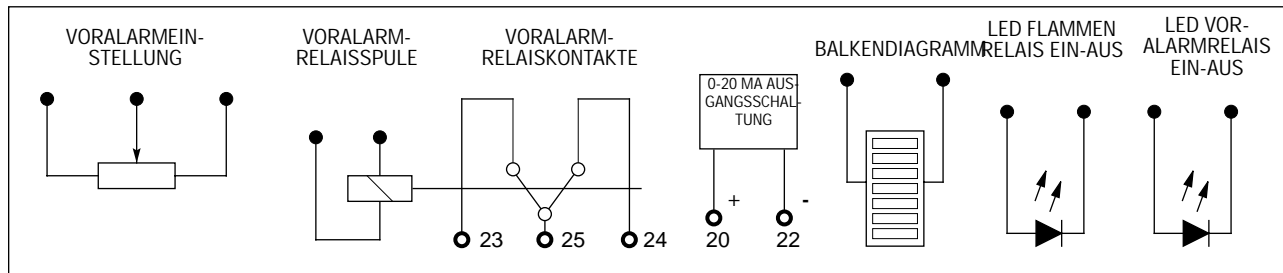 VORALARMEIN-
STELLUNG
VORALARM-
RELAISSPULE
VORALARM-
RELAISKONTAKTE
0-20 MA AUS-
GANGSSCHAL-
TUNG
BALKENDIAGRAMM
LED FLAMMEN
RELAIS EIN-AUS
LED VOR-
ALARMRELAIS
EIN-AUS
+ -
23 25 24 20 22